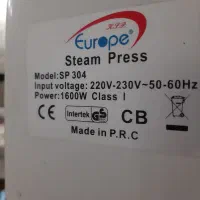 Europe®
Steam Press
Model:SP 304
Input voltage: 220V-230V~50-60Hz
Power:1600W Class I
CE Intertek GS CB
Made in P.R.C